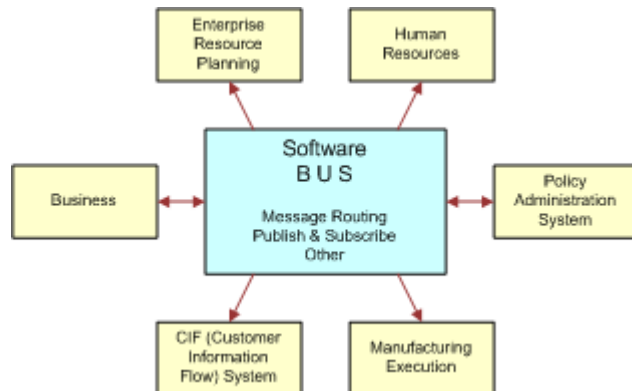 Enterprise
Resource
Planning
Human
Resources
Software
B U S
Message Routing
Publish & Subscribe
Other
Business
Policy
Administration
System
CIF (Customer
Information
Flow) System
Manufacturing
Execution